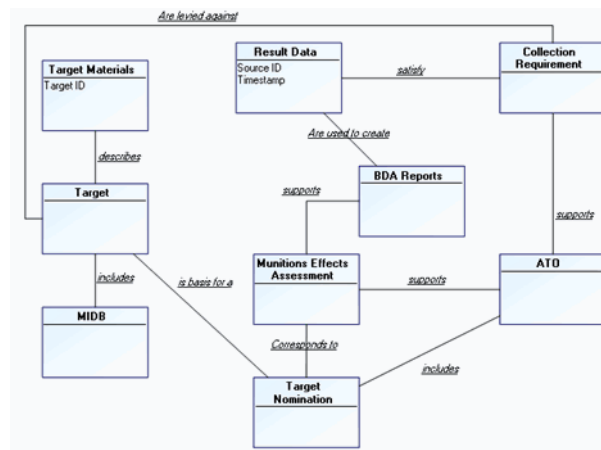 Are levied against
Target Materials
Target ID
Result Data
Source ID
Timestamp
Collection
Requirement
satisfy
Are used to create
describes
BDA Reports
Target
supports
supports
Munitions Effects
Assessment
ATO
includes
is basis for a
supports
MIDB
Corresponds to
includes
Target
Nomination